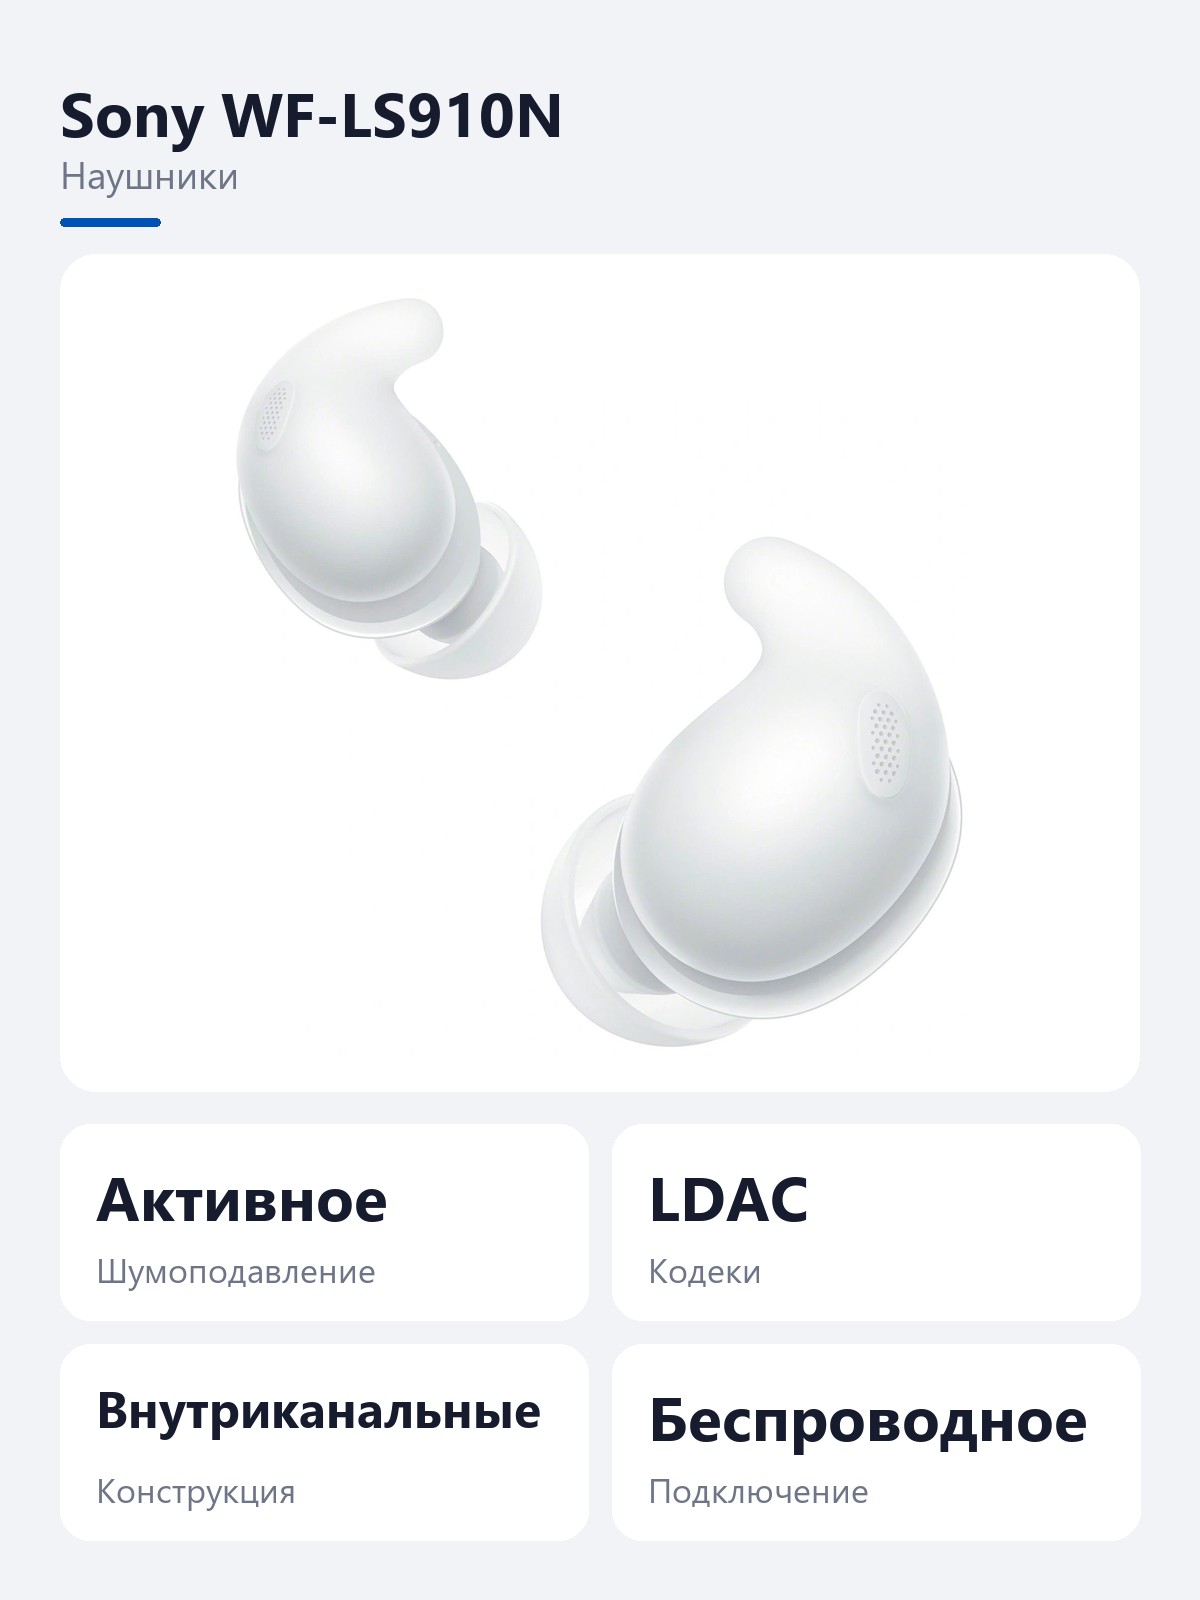 Sony WF-LS910N
Наушники
Активное
Шумоподавление
LDAC
Кодеки
Внутриканальные
Конструкция
Беспроводное
Подключение